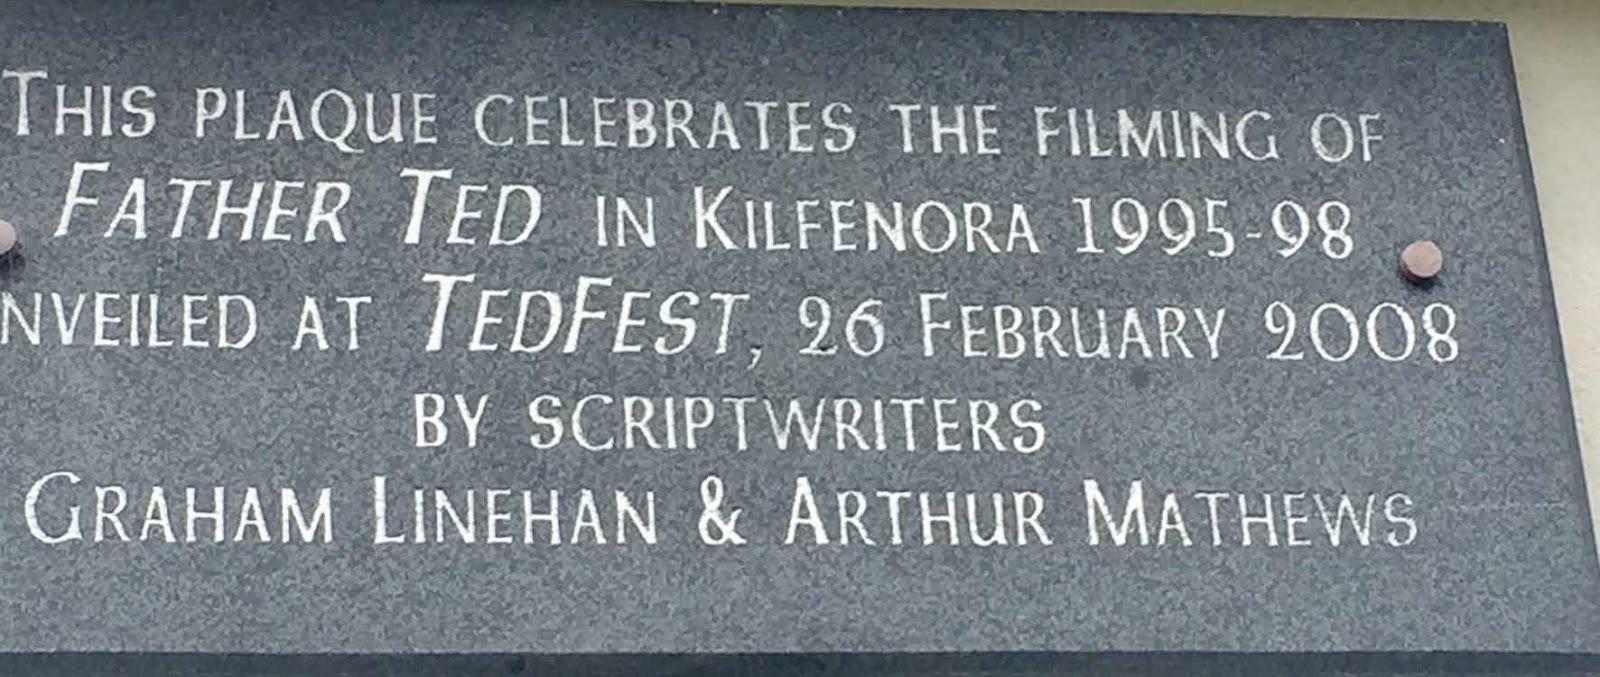 THIS PLAQUE CELEBRATES THE FILMING OF
FATHER TED IN KILFENORA 1995-98
NVEILED AT TEDFEST, 26 FEBRUARY 2008
BY SCRIPTWRITERS
GRAHAM LINEHAN & ARTHUR MATHEWS